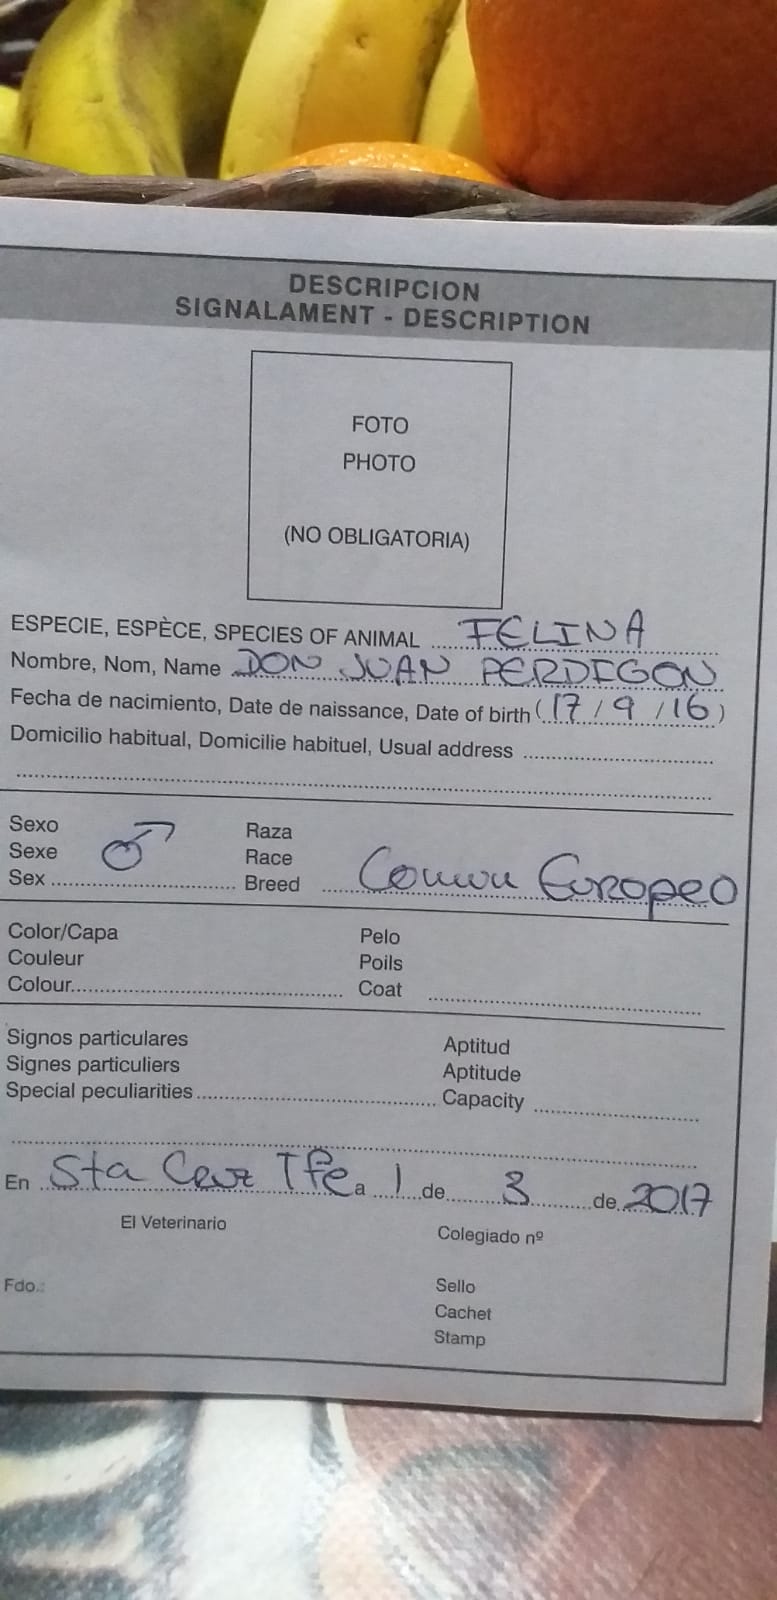 DESCRIPCION
SIGNALAMENT - DESCRIPTION
FOTO
PHOTO
(NO OBLIGATORIA)
ESPECIE, ESPÈCE, SPECIES OF ANIMAL FELINA
Nombre, Nom, Name DON JUAN PERDIGON
Fecha de nacimiento, Date de naissance, Date of birth (17 / 9 / 16)
Domicilio habitual, Domicilie habituel, Usual address
Sexo
Sexe
Sex ♂
Raza
Race
Breed Comun Europeo
Color/Capa
Couleur
Colour
Pelo
Poils
Coat
Signos particulares
Signes particuliers
Special peculiarities
Aptitud
Aptitude
Capacity
En Sta Cruz Tfe a 1 de 3 de 2017
El Veterinario
Colegiado nº
Fdo.:
Sello
Cachet
Stamp